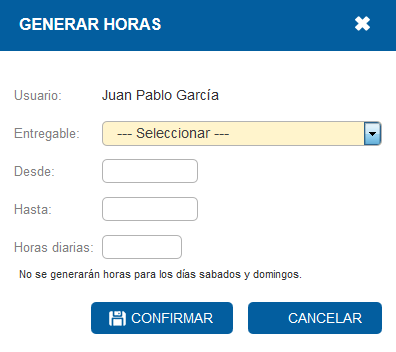 GENERAR HORAS
Usuario: Juan Pablo García
Entregable: --- Seleccionar ---
Desde:
Hasta:
Horas diarias:
No se generarán horas para los días sabados y domingos.
CONFIRMAR CANCELAR